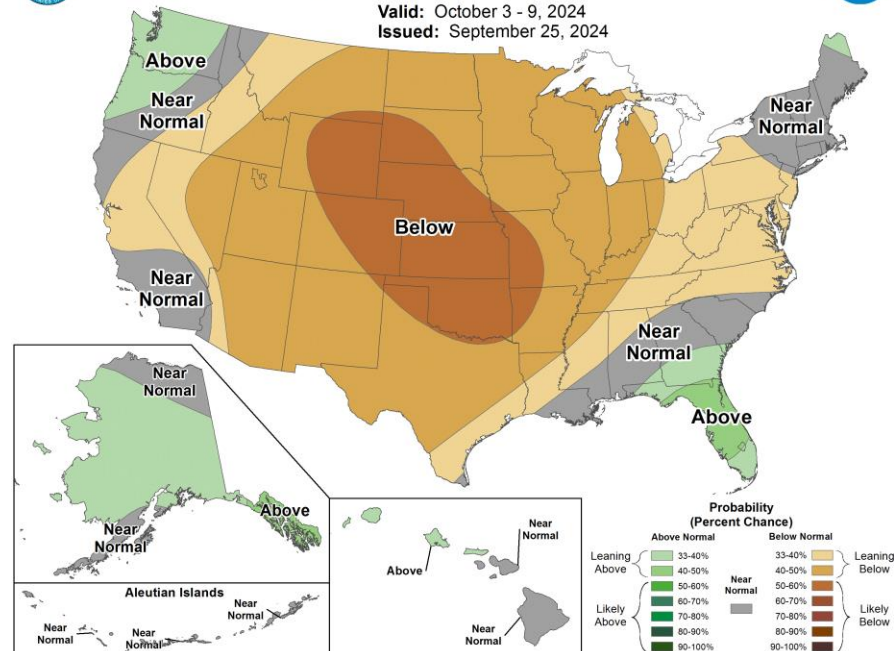 Valid: October 3 - 9, 2024
Issued: September 25, 2024
Above
Near
Normal
Near
Normal
Below
Near
Normal
Near
Normal
Above
Near
Normal
Near
Normal
Above
Aleutian Islands
Near
Normal
Near
Normal
Near
Normal
Near
Normal
Above
Near
Normal
Probability
(Percent Chance)
Above Normal
Below Normal
Leaning
Above
33-40%
40-50%
Likely
Above
50-60%
60-70%
70-80%
80-90%
90-100%
Near
Normal
33-40%
40-50%
Leaning
Below
50-60%
60-70%
70-80%
80-90%
90-100%
Likely
Below